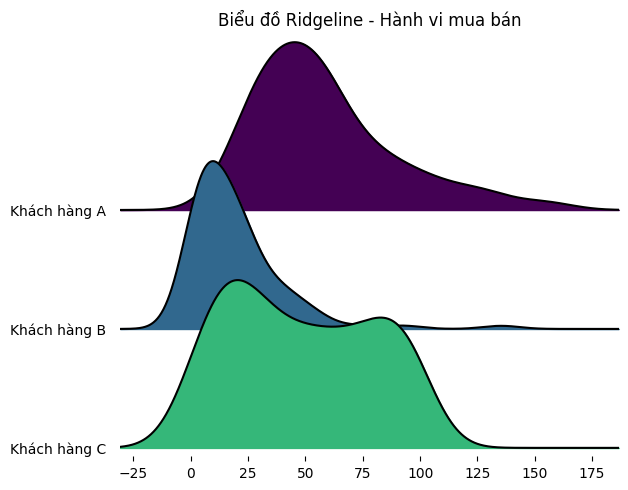 Biểu đồ Ridgeline - Hành vi mua bán
Khách hàng A
Khách hàng B
Khách hàng C
−25 0 25 50 75 100 125 150 175